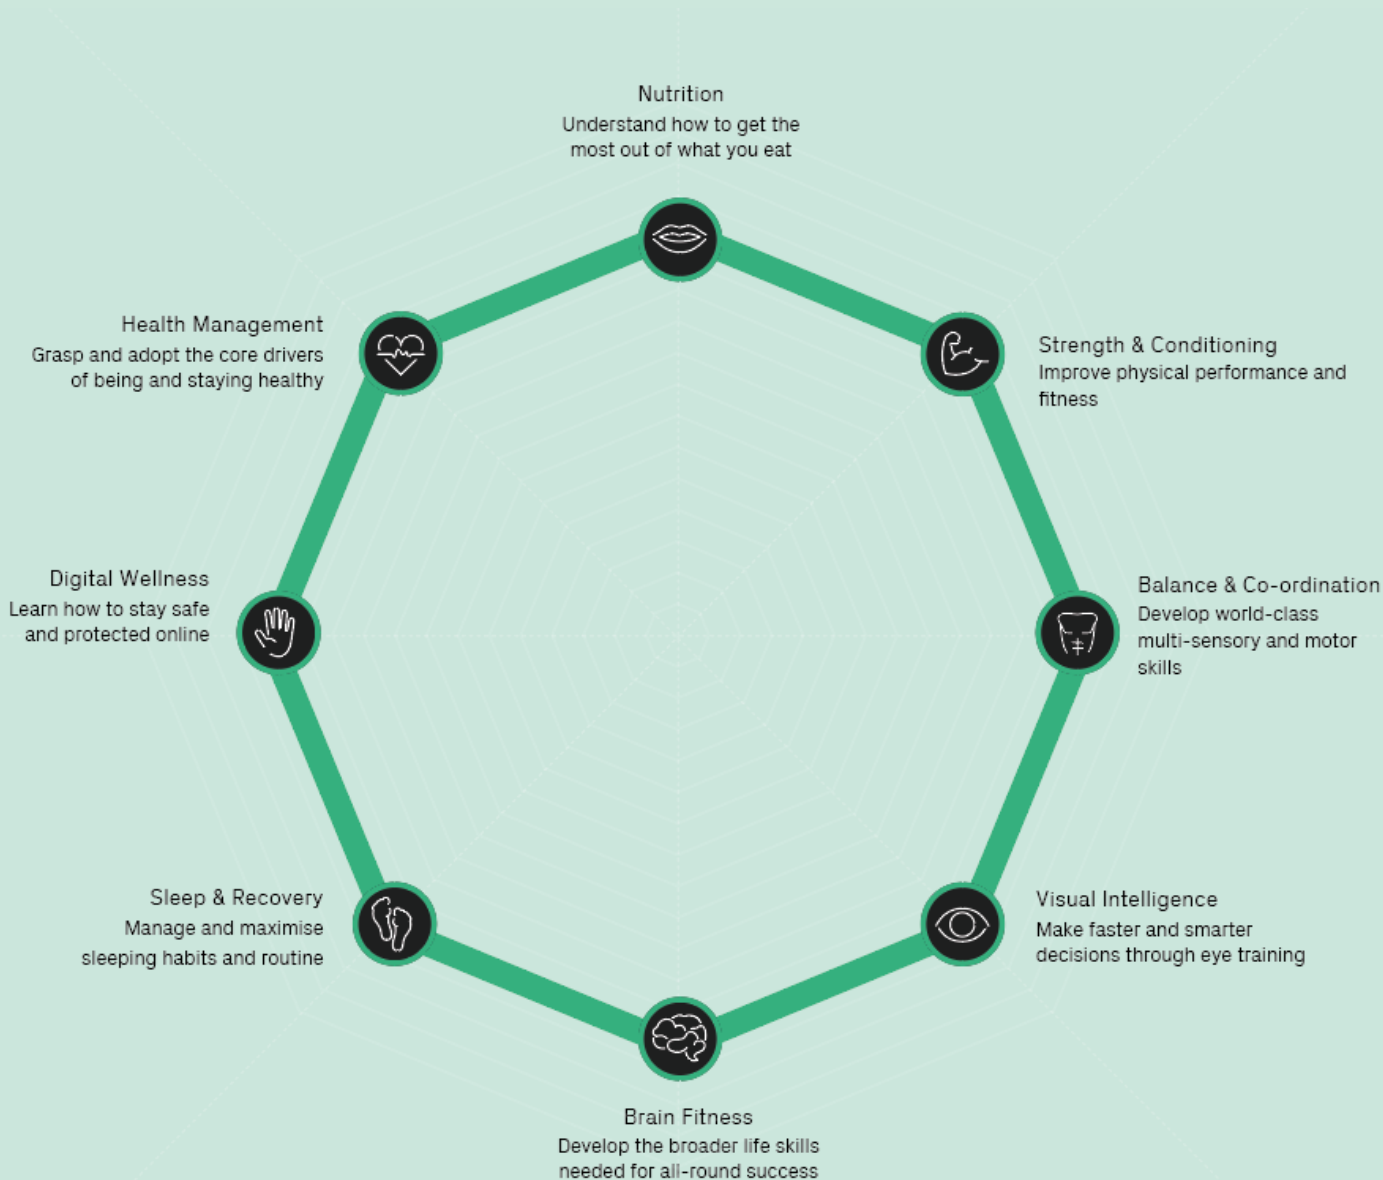 Nutrition
Understand how to get the
most out of what you eat
Health Management
Grasp and adopt the core drivers
of being and staying healthy
Strength & Conditioning
Improve physical performance and
fitness
Digital Wellness
Learn how to stay safe
and protected online
Balance & Co-ordination
Develop world-class
multi-sensory and motor
skills
Sleep & Recovery
Manage and maximise
sleeping habits and routine
Visual Intelligence
Make faster and smarter
decisions through eye training
Brain Fitness
Develop the broader life skills
needed for all-round success